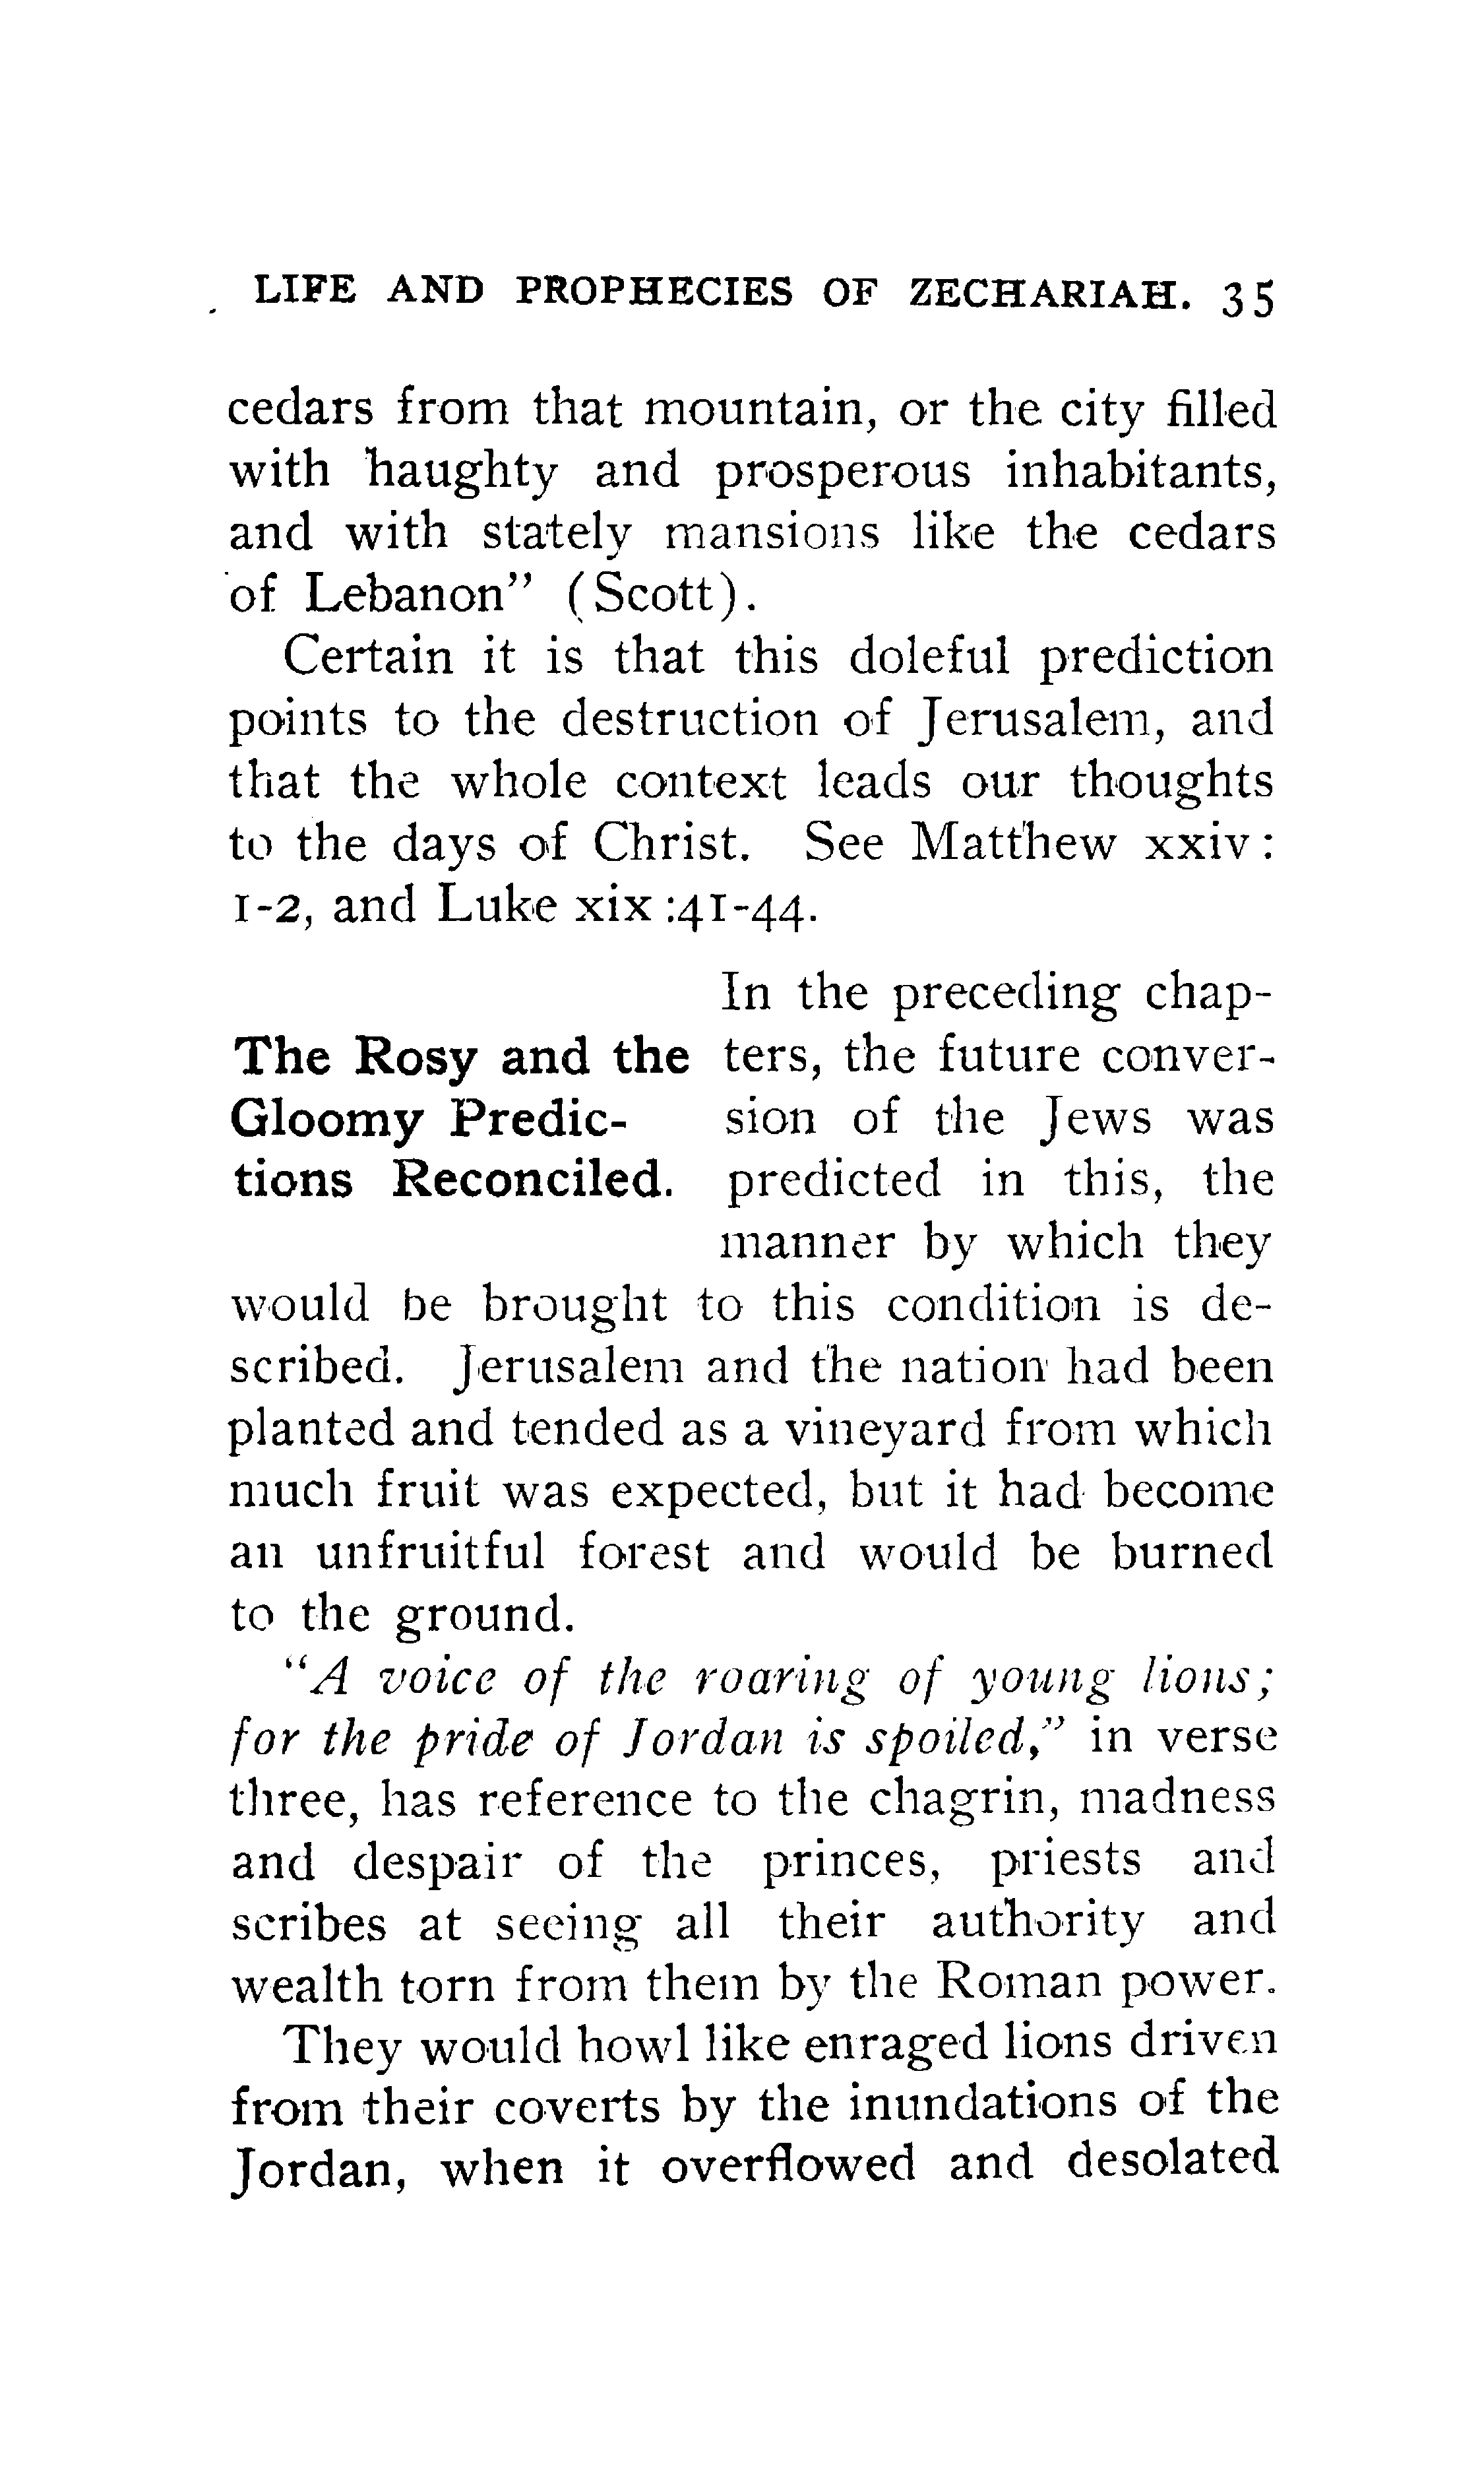 LIFE AND PROPHECIES OF ZECHARIAH. 35
cedars from that mountain, or the city filled
with haughty and prosperous inhabitants,
and with stately mansions like the cedars
of Lebanon” (Scott).
Certain it is that this doleful prediction
points to the destruction of Jerusalem, and
that the whole context leads our thoughts
to the days of Christ. See Matthew xxiv:
1-2, and Luke xix:41-44.
The Rosy and the
Gloomy Predic-
tions Reconciled.
In the preceding chap-
ters, the future conver-
sion of the Jews was
predicted in this, the
manner by which they
would be brought to this condition is de-
scribed. Jerusalem and the nation had been
planted and tended as a vineyard from which
much fruit was expected, but it had become
an unfruitful forest and would be burned
to the ground.
“A voice of the roaring of young lions;
for the pride of Jordan is spoiled,” in verse
three, has reference to the chagrin, madness
and despair of the princes, priests and
scribes at seeing all their authority and
wealth torn from them by the Roman power.
They would howl like enraged lions driven
from their coverts by the inundations of the
Jordan, when it overflowed and desolated